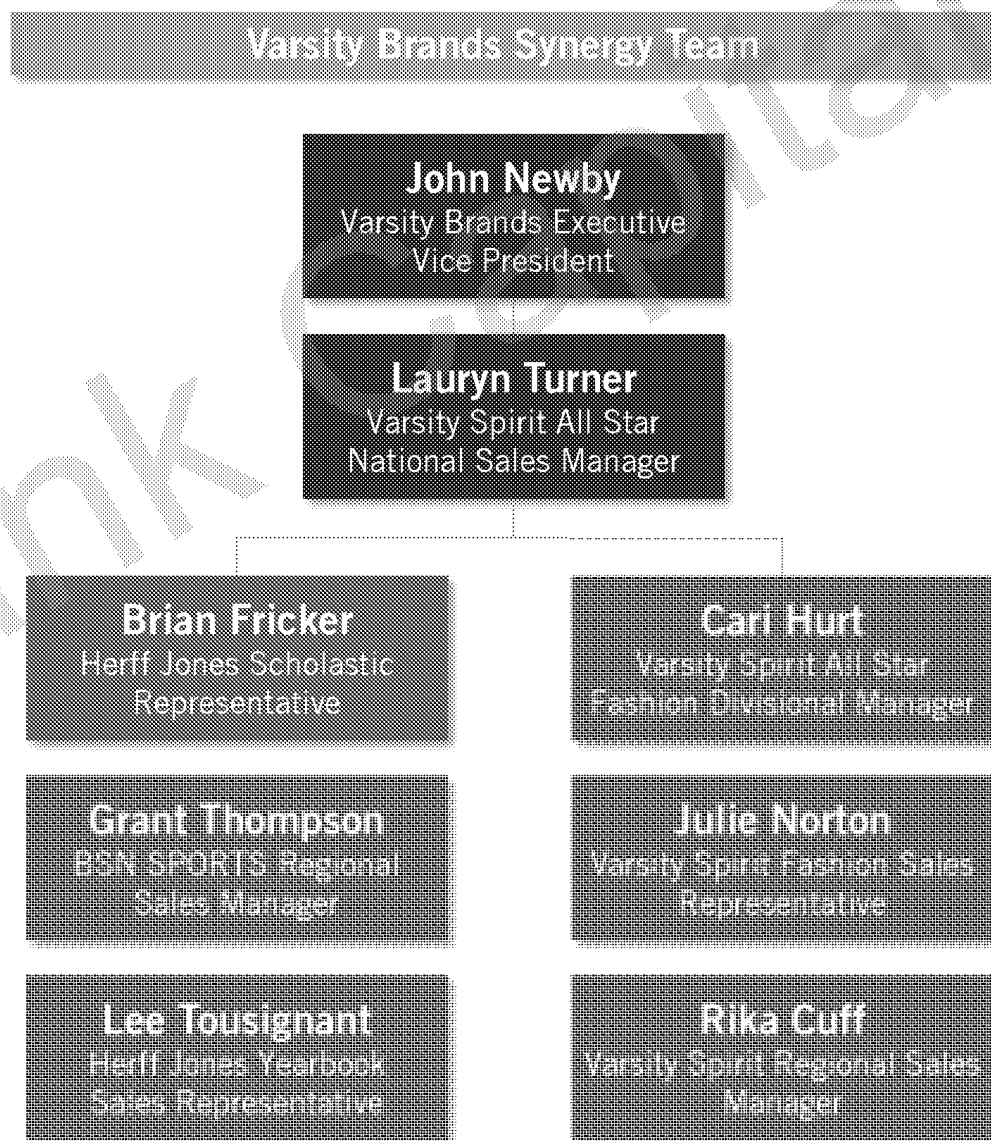 Varsity Brands Synergy Team
John Newby
Varsity Brands Executive
Vice President
Lauryn Turner
Varsity Spirit All Star
National Sales Manager
Brian Fricker
Herff Jones Scholastic
Representative
Cari Hurt
Varsity Spirit All Star
Fashion Divisional Manager
Grant Thompson
BSN SPORTS Regional
Sales Manager
Julie Norton
Varsity Spirit Fashion Sales
Representative
Lee Tousignant
Herff Jones Yearbook
Sales Representative
Rika Cuff
Varsity Spirit Regional Sales
Manager